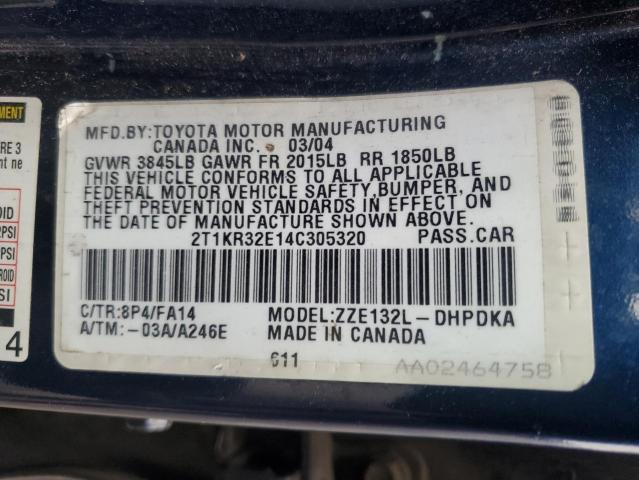 MFD.BY:TOYOTA MOTOR MANUFACTURING
CANADA INC. 03/04
GVWR 3845LB GAWR FR 2015LB RR 1850LB
THIS VEHICLE CONFORMS TO ALL APPLICABLE
FEDERAL MOTOR VEHICLE SAFETY,BUMPER, AND
THEFT PREVENTION STANDARDS IN EFFECT ON
THE DATE OF MANUFACTURE SHOWN ABOVE.
2T1KR32E14C305320 PASS.CAR
C/TR:8P4/FA14 MODEL:ZZE132L-DHPDKA
A/TM:-03A/A246E MADE IN CANADA
611
AA02464758
4